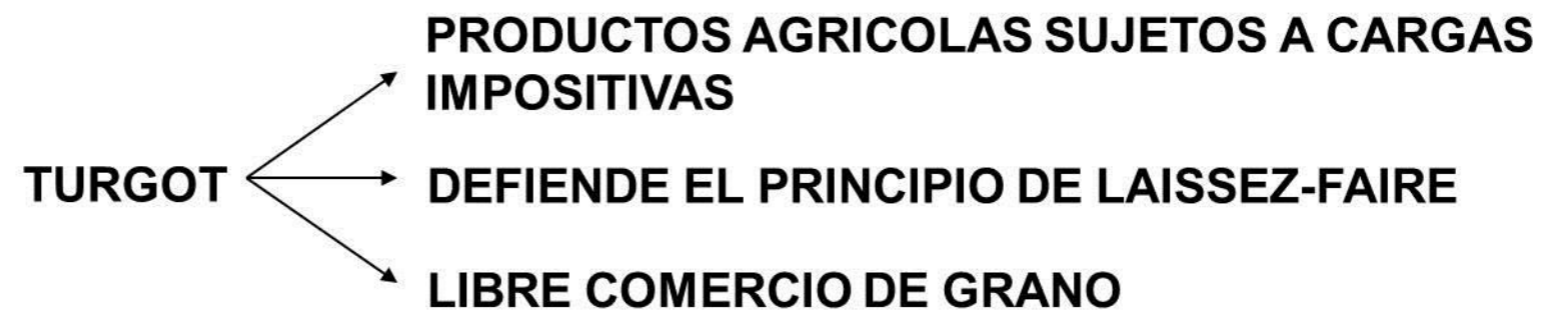 PRODUCTOS AGRICOLAS SUJETOS A CARGAS
IMPOSITIVAS
TURGOT
DEFIENDE EL PRINCIPIO DE LAISSEZ-FAIRE
LIBRE COMERCIO DE GRANO